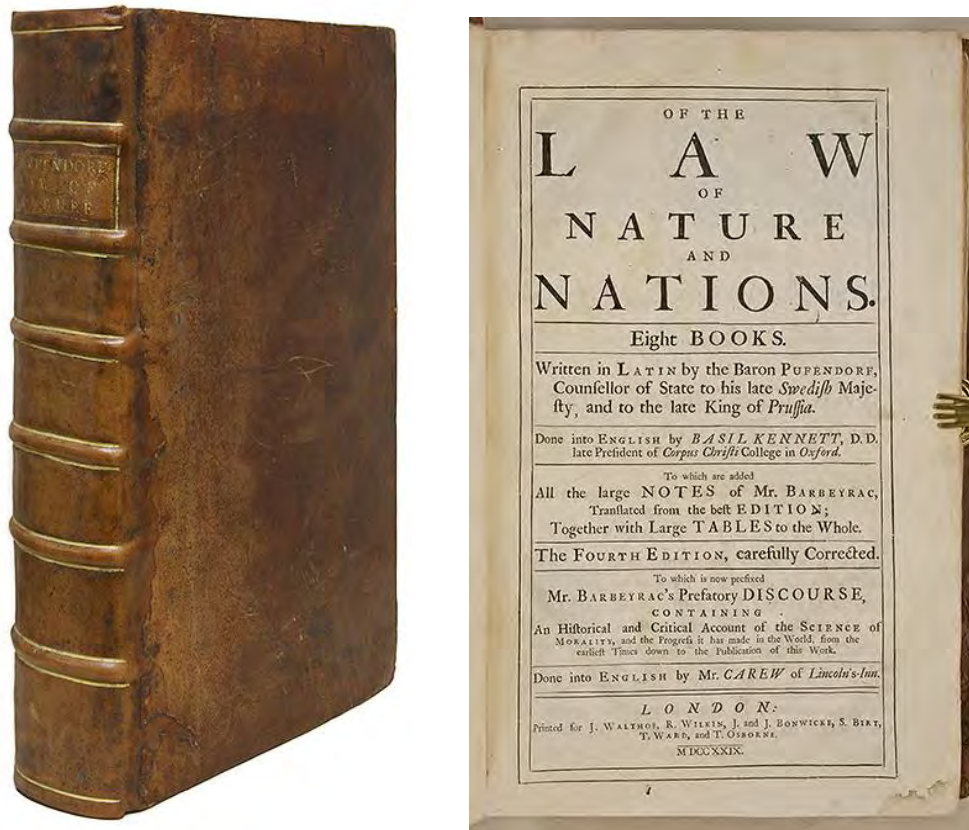 PUFENDORF
OF THE
LAW
OF
NATURE
AND
NATIONS.
Eight BOOKS.
Written in LATIN by the Baron PUFENDORF,
Counſellor of State to his late Swediſh Maje-
ſty, and to the late King of Pruſſia.
Done into ENGLISH by BASIL KENNETT, D.D.
late Preſident of Corpus Chriſti College in Oxford.
To which are added
All the large NOTES of Mr. BARBEYRAC,
Tranſlated from the beſt EDITION;
Together with Large TABLES to the Whole.
The FOURTH EDITION, carefully Corrected.
To which is now prefixed
Mr. BARBEYRAC's Prefatory DISCOURSE,
CONTAINING
An Hiſtorical and Critical Account of the SCIENCE of
MORALITY, and the Progreſs it has made in the World, from the
earlieſt Times down to the Publication of this Work.
Done into ENGLISH by Mr. CAREW of Lincoln's-Inn.
LONDON:
Printed for J. WALTHOE, R. WILKIN, J. and J. BONWICKE, S. BIRT,
T. WARD, and T. OSBORNE.
MDCCXXIX.